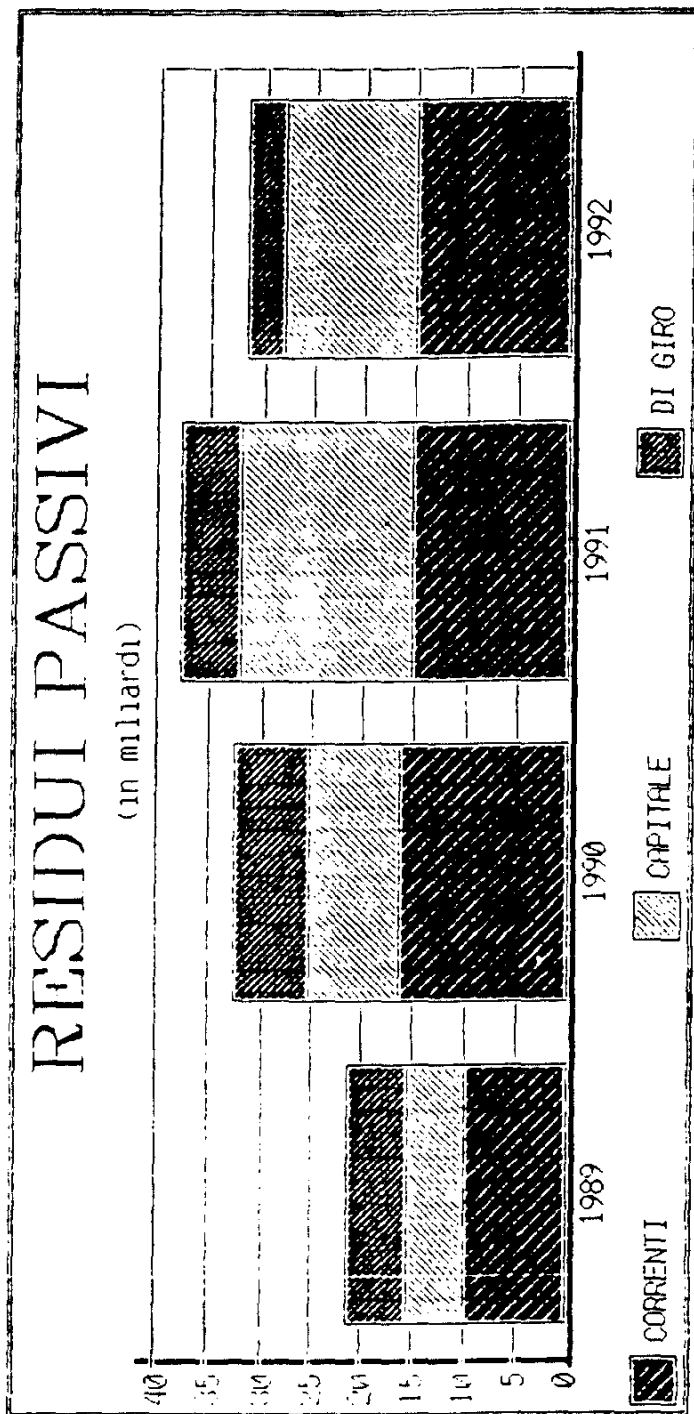 RESIDUI PASSIVI
(in miliardi)
40
35
30
25
20
15
10
5
0
1989
1990
1991
1992
CORRENTI
CAPITALE
DI GIRO